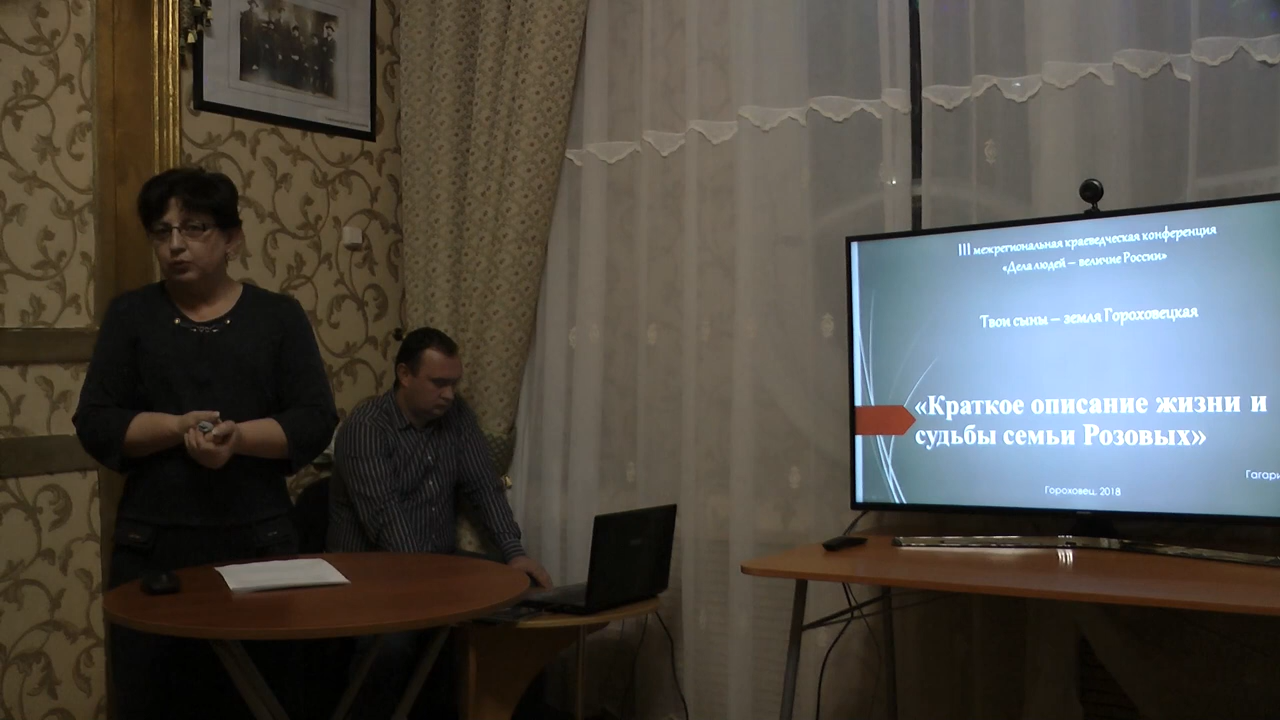 III межрегиональная краеведческая конференция
«Дела людей – величие России»
Твои сыны – земля Гороховецкая
«Краткое описание жизни и
судьбы семьи Розовых»
Гороховец, 2018